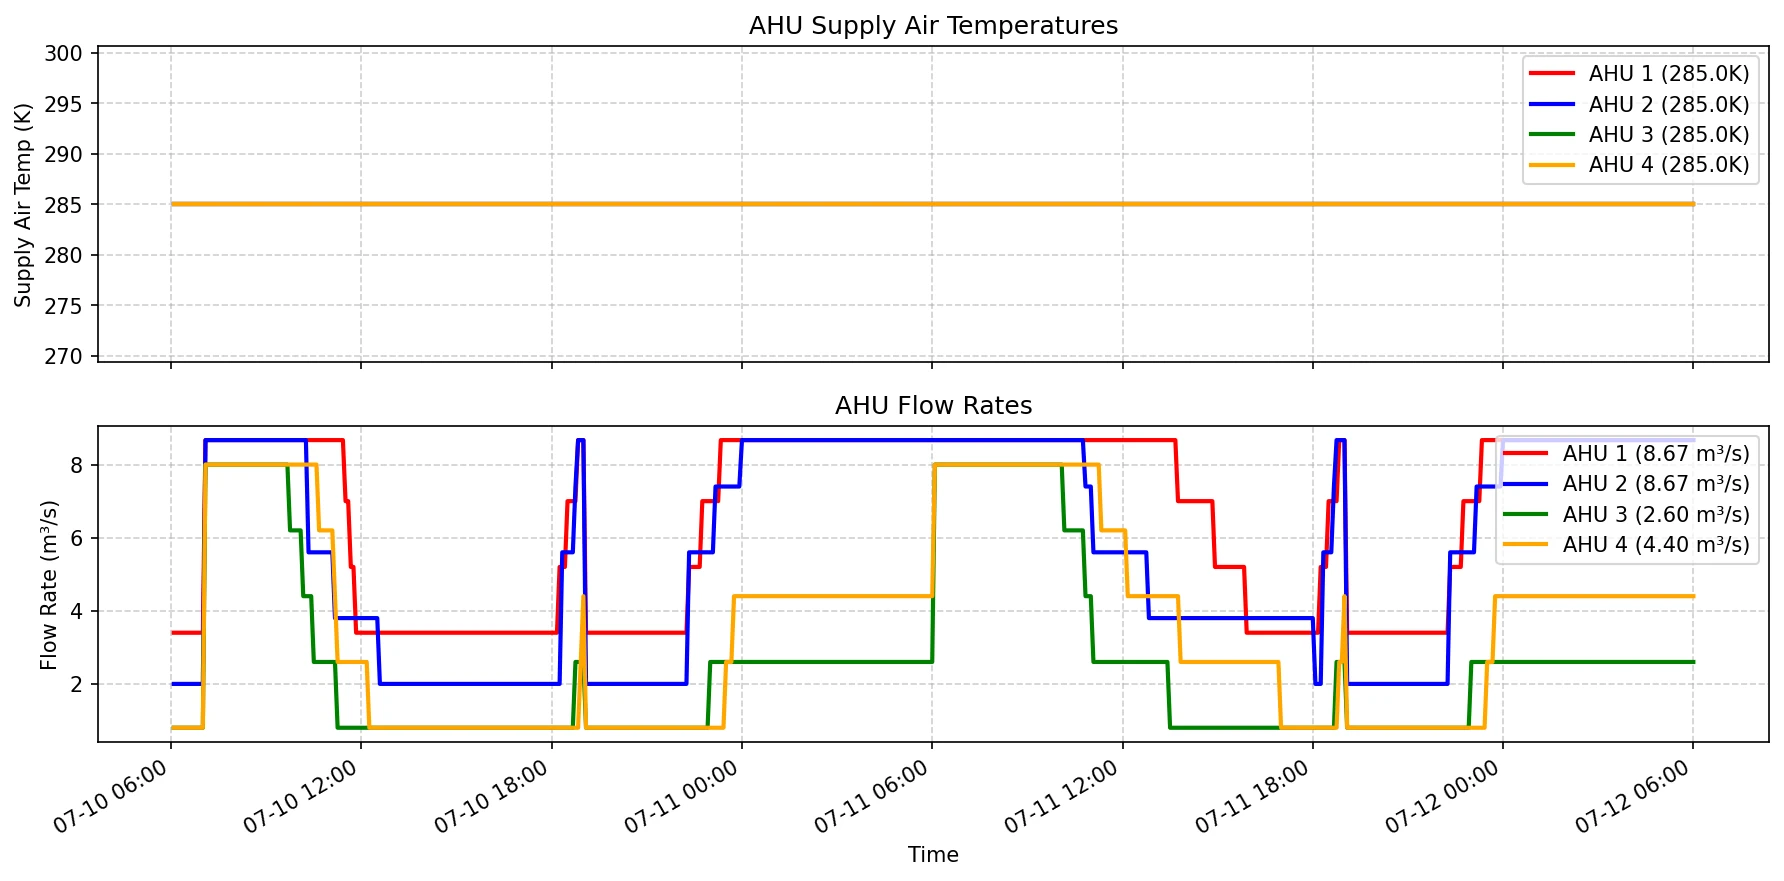 AHU Supply Air Temperatures
Supply Air Temp (K)
300
295
290
285
280
275
270
AHU 1 (285.0K)
AHU 2 (285.0K)
AHU 3 (285.0K)
AHU 4 (285.0K)
AHU Flow Rates
Flow Rate (m³/s)
8
6
4
2
AHU 1 (8.67 m³/s)
AHU 2 (8.67 m³/s)
AHU 3 (2.60 m³/s)
AHU 4 (4.40 m³/s)
07-10 06:00
07-10 12:00
07-10 18:00
07-11 00:00
07-11 06:00
07-11 12:00
07-11 18:00
07-12 00:00
07-12 06:00
Time